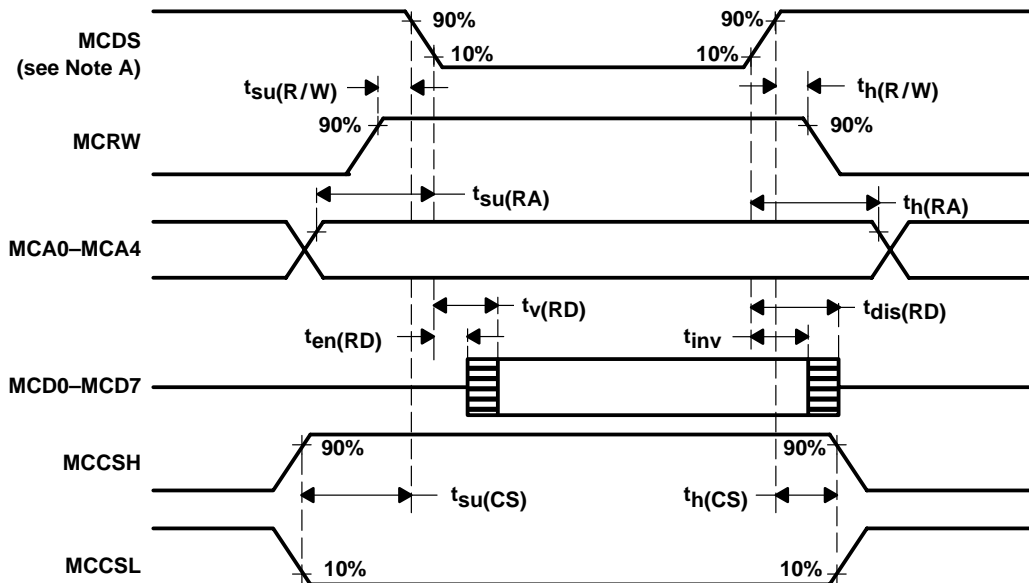 MCDS
(see Note A)
90%
10%
90%
10%
tsu(R/W)
th(R/W)
MCRW
90%
90%
tsu(RA)
th(RA)
MCA0–MCA4
tv(RD)
tdis(RD)
ten(RD)
tinv
MCD0–MCD7
MCCSH
90%
90%
tsu(CS)
th(CS)
MCCSL
10%
10%